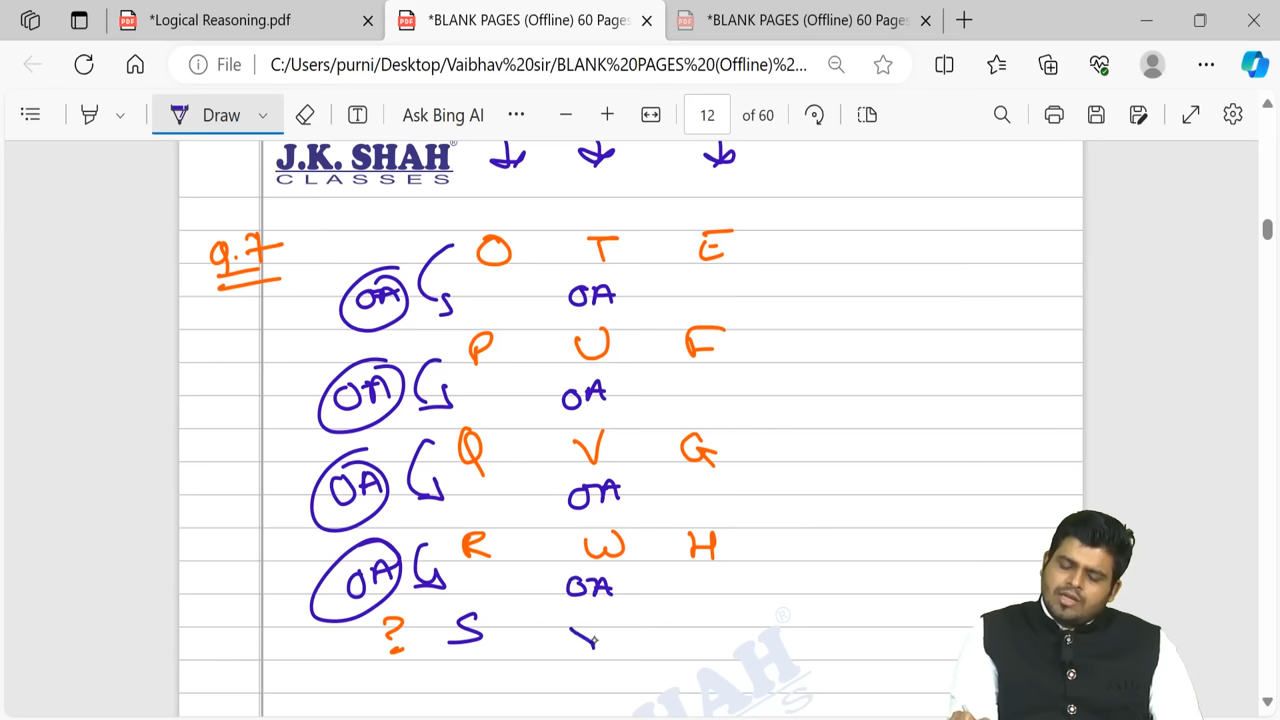 *Logical Reasoning.pdf
*BLANK PAGES (Offline) 60 Pages
*BLANK PAGES (Offline) 60 Pages
File C:/Users/purni/Desktop/Vaibhav%20sir/BLANK%20PAGES%20(Offline)%2...
Draw Ask Bing AI 12 of 60
J.K. SHAH®
CLASSES
Q.7 O T E
OA OA
P U F
OA OA
Q V G
OA OA
R W H
OA OA
? S
SHAH®
S